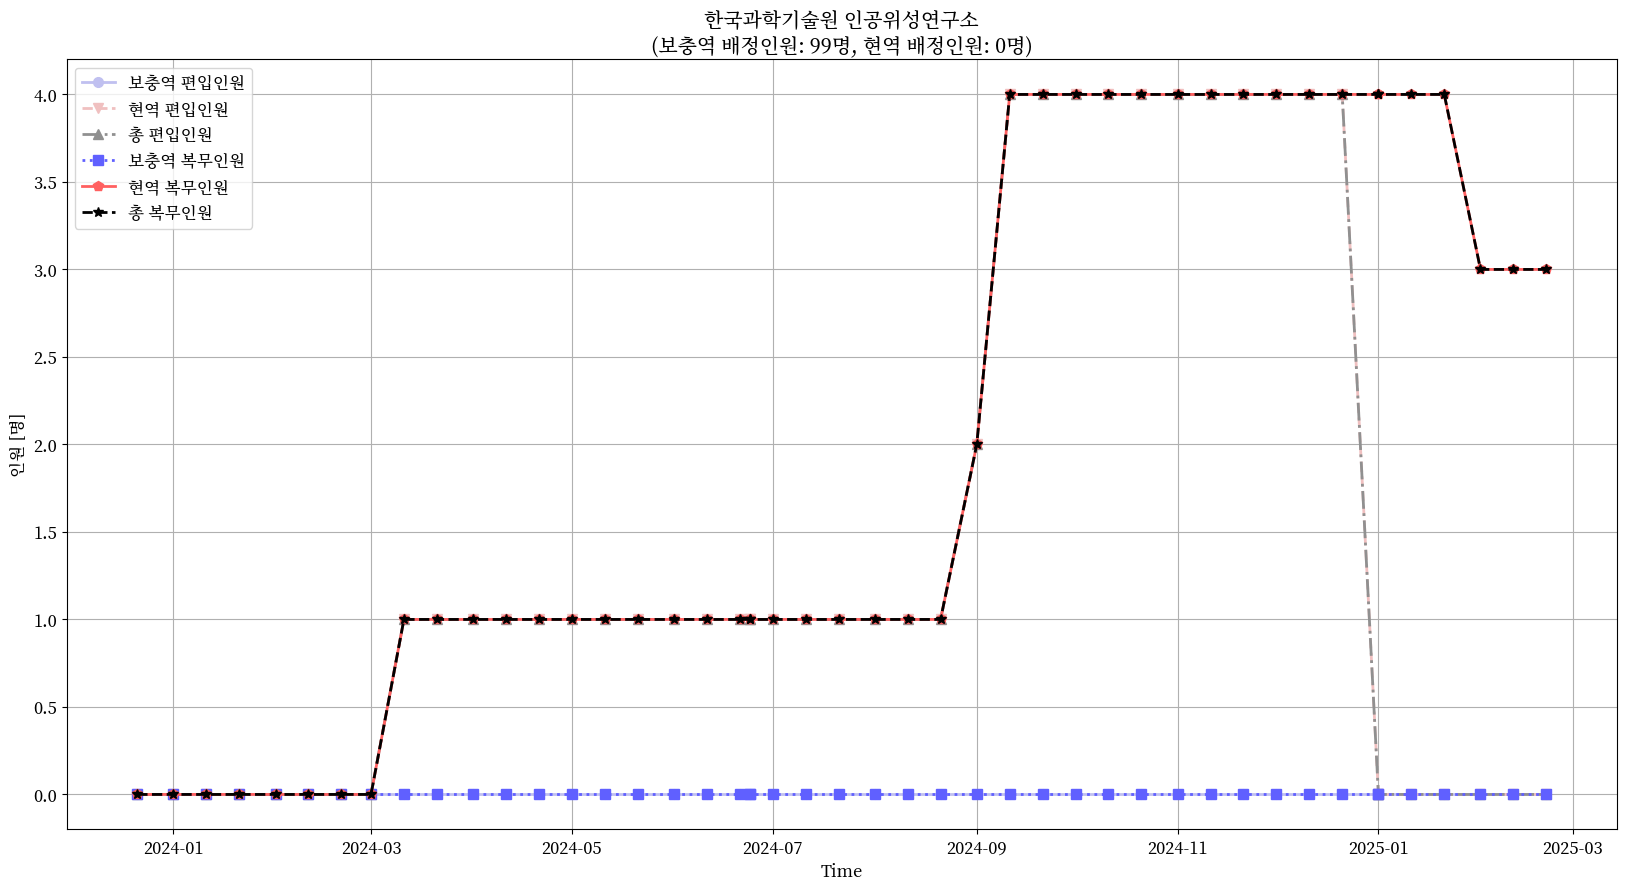 한국과학기술원 인공위성연구소
(보충역 배정인원: 99명, 현역 배정인원: 0명)
보충역 편입인원
현역 편입인원
총 편입인원
보충역 복무인원
현역 복무인원
총 복무인원
인원 [명]
4.0
3.5
3.0
2.5
2.0
1.5
1.0
0.5
0.0
2024-01
2024-03
2024-05
2024-07
2024-09
2024-11
2025-01
2025-03
Time